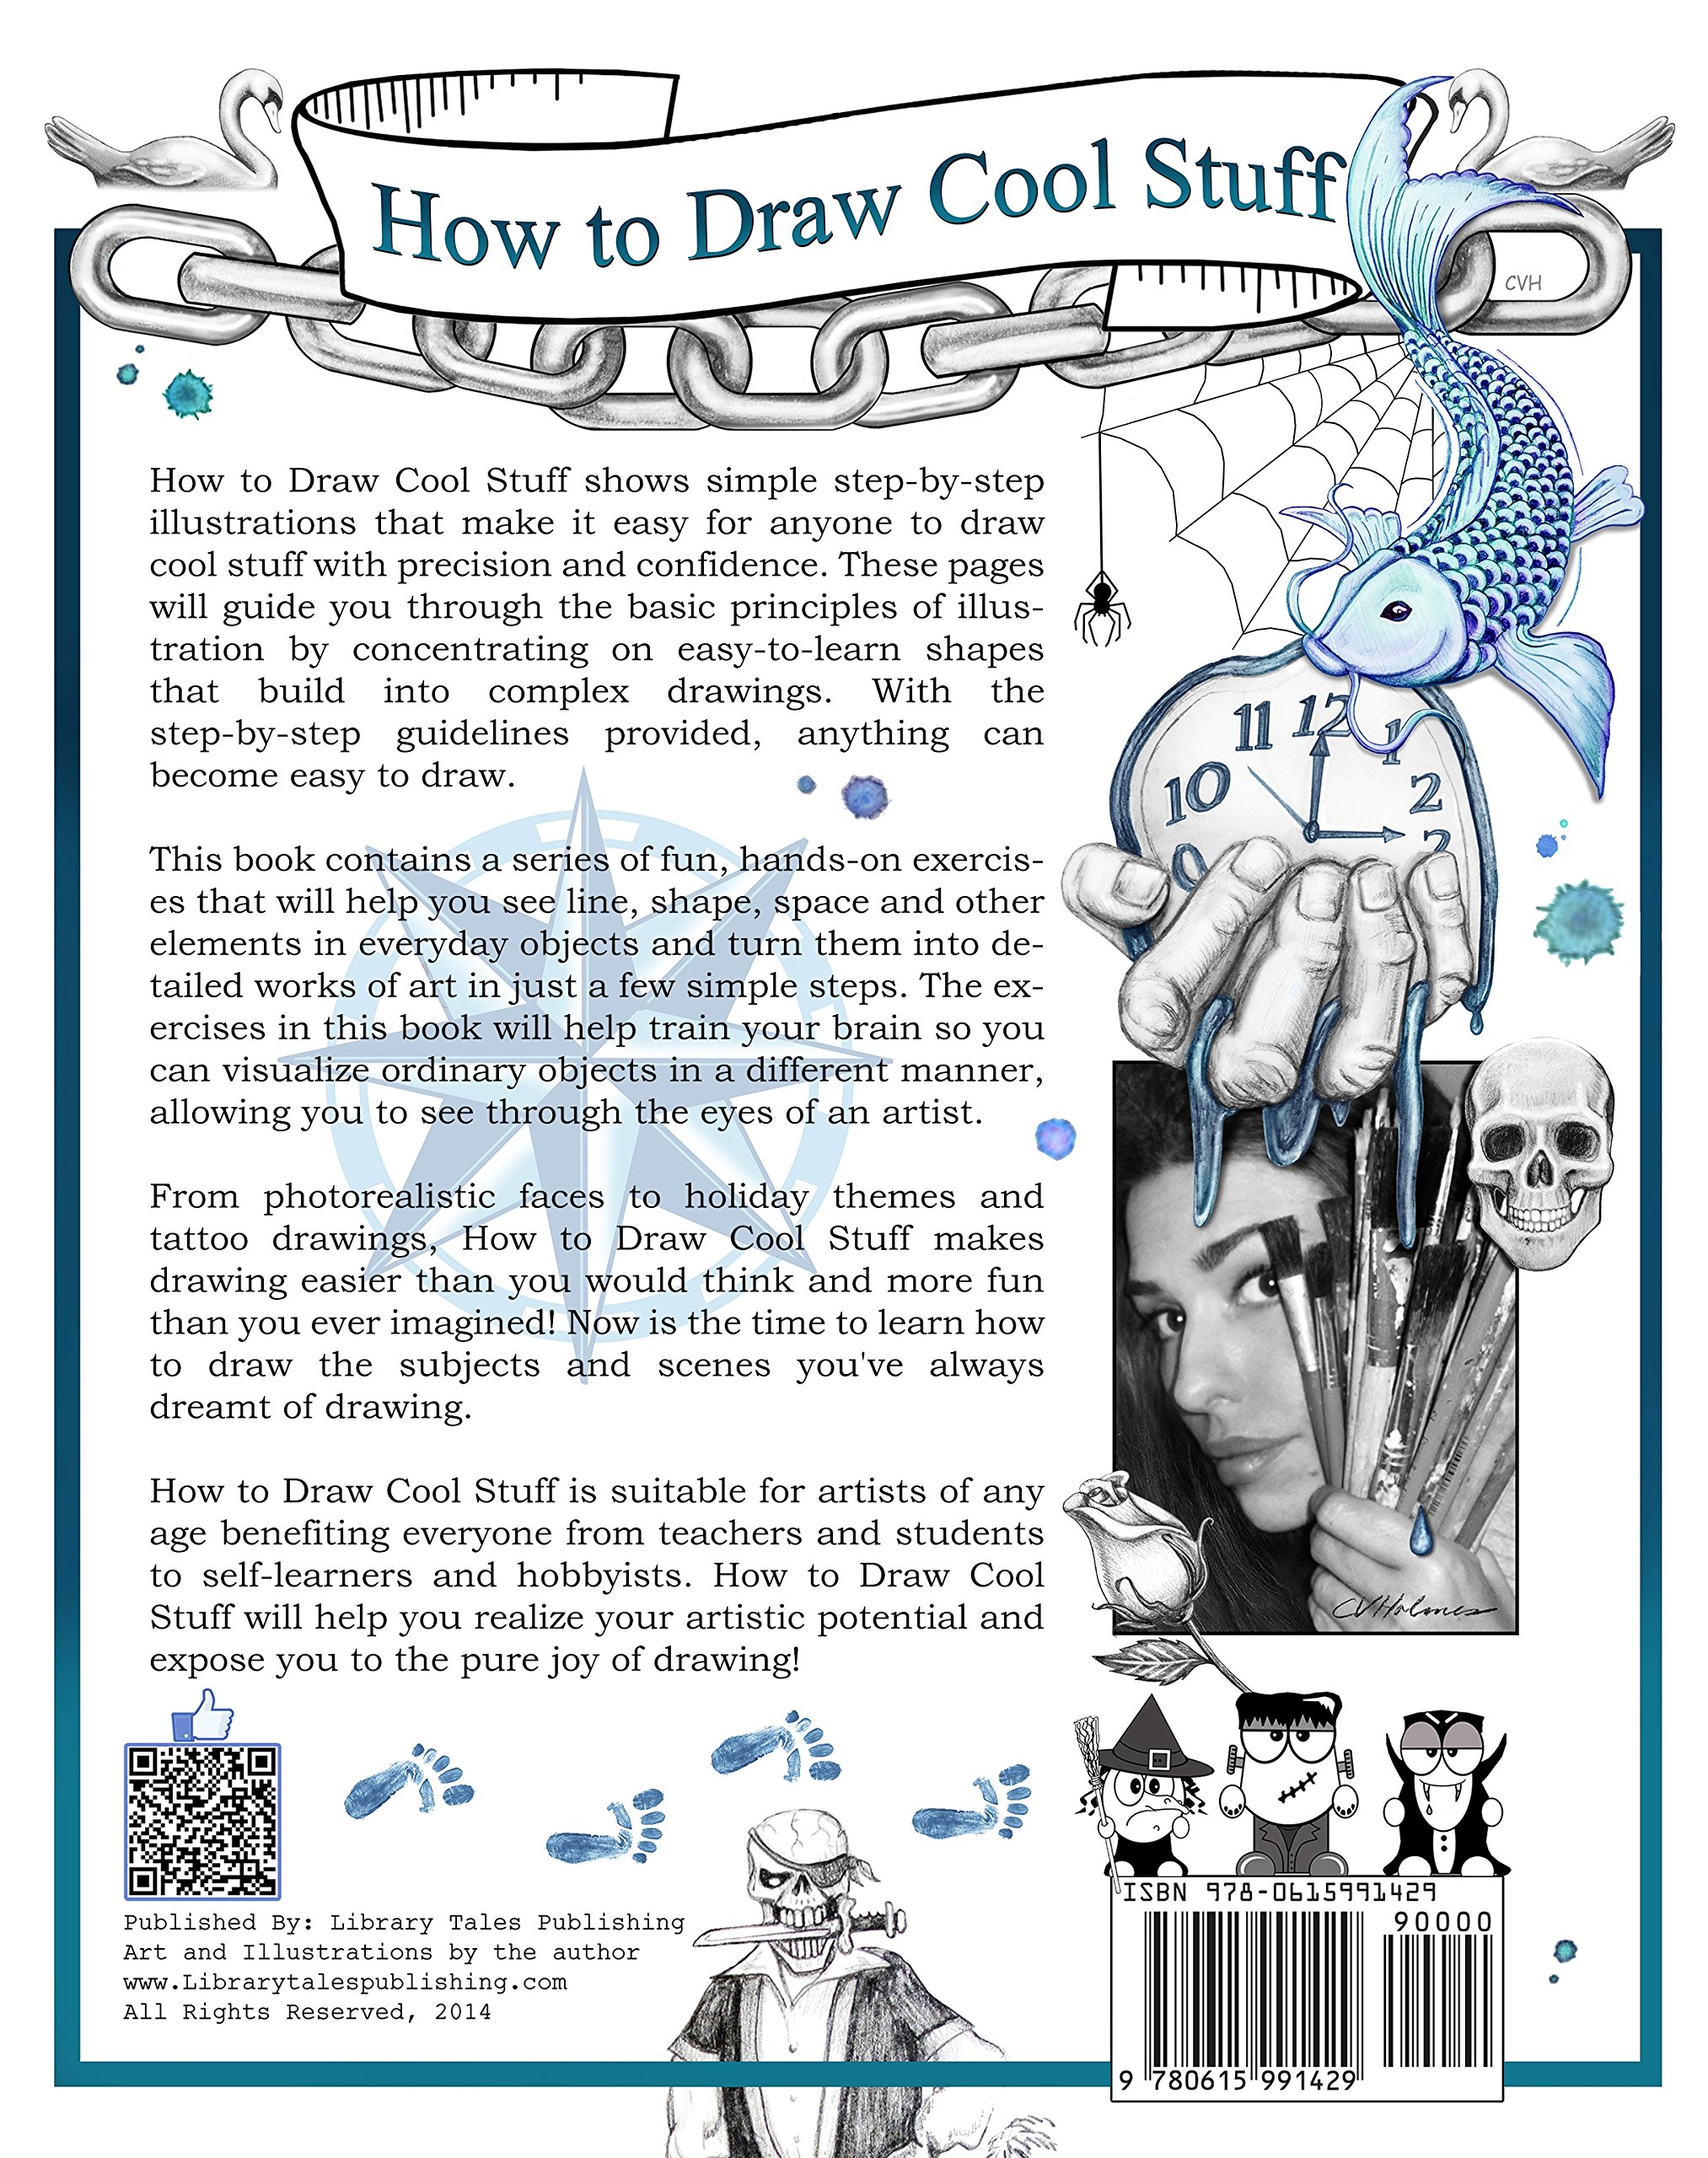 How to Draw Cool Stuff
CVH
How to Draw Cool Stuff shows simple step-by-step
illustrations that make it easy for anyone to draw
cool stuff with precision and confidence. These pages
will guide you through the basic principles of illus-
tration by concentrating on easy-to-learn shapes
that build into complex drawings. With the
step-by-step guidelines provided, anything can
become easy to draw.
This book contains a series of fun, hands-on exercis-
es that will help you see line, shape, space and other
elements in everyday objects and turn them into de-
tailed works of art in just a few simple steps. The ex-
ercises in this book will help train your brain so you
can visualize ordinary objects in a different manner,
allowing you to see through the eyes of an artist.
From photorealistic faces to holiday themes and
tattoo drawings, How to Draw Cool Stuff makes
drawing easier than you would think and more fun
than you ever imagined! Now is the time to learn how
to draw the subjects and scenes you've always
dreamt of drawing.
How to Draw Cool Stuff is suitable for artists of any
age benefiting everyone from teachers and students
to self-learners and hobbyists. How to Draw Cool
Stuff will help you realize your artistic potential and
expose you to the pure joy of drawing!
11 12 1
10 2
3
CVHolmes
Published By: Library Tales Publishing
Art and Illustrations by the author
www.Librarytalespublishing.com
All Rights Reserved, 2014
ISBN 978-0615991429
90000
9 780615 991429